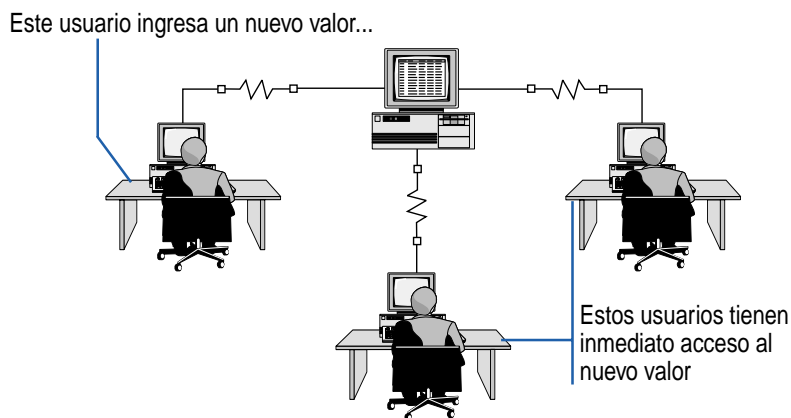 Este usuario ingresa un nuevo valor...
Estos usuarios tienen
inmediato acceso al
nuevo valor